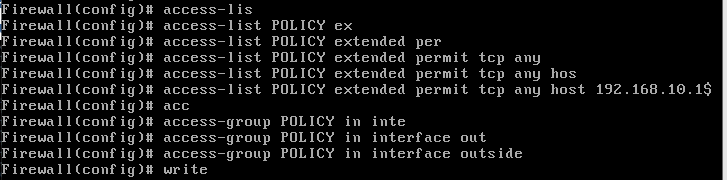 Firewall(config)# access-lis
Firewall(config)# access-list POLICY ex
Firewall(config)# access-list POLICY extended per
Firewall(config)# access-list POLICY extended permit tcp any
Firewall(config)# access-list POLICY extended permit tcp any hos
Firewall(config)# access-list POLICY extended permit tcp any host 192.168.10.1$
Firewall(config)# acc
Firewall(config)# access-group POLICY in inte
Firewall(config)# access-group POLICY in interface out
Firewall(config)# access-group POLICY in interface outside
Firewall(config)# write